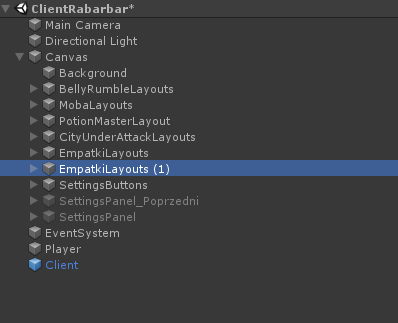 ClientRabarbar*
Main Camera
Directional Light
Canvas
Background
BellyRumbleLayouts
MobaLayouts
PotionMasterLayout
CityUnderAttackLayouts
EmpatkiLayouts
EmpatkiLayouts (1)
SettingsButtons
SettingsPanel_Poprzedni
SettingsPanel
EventSystem
Player
Client